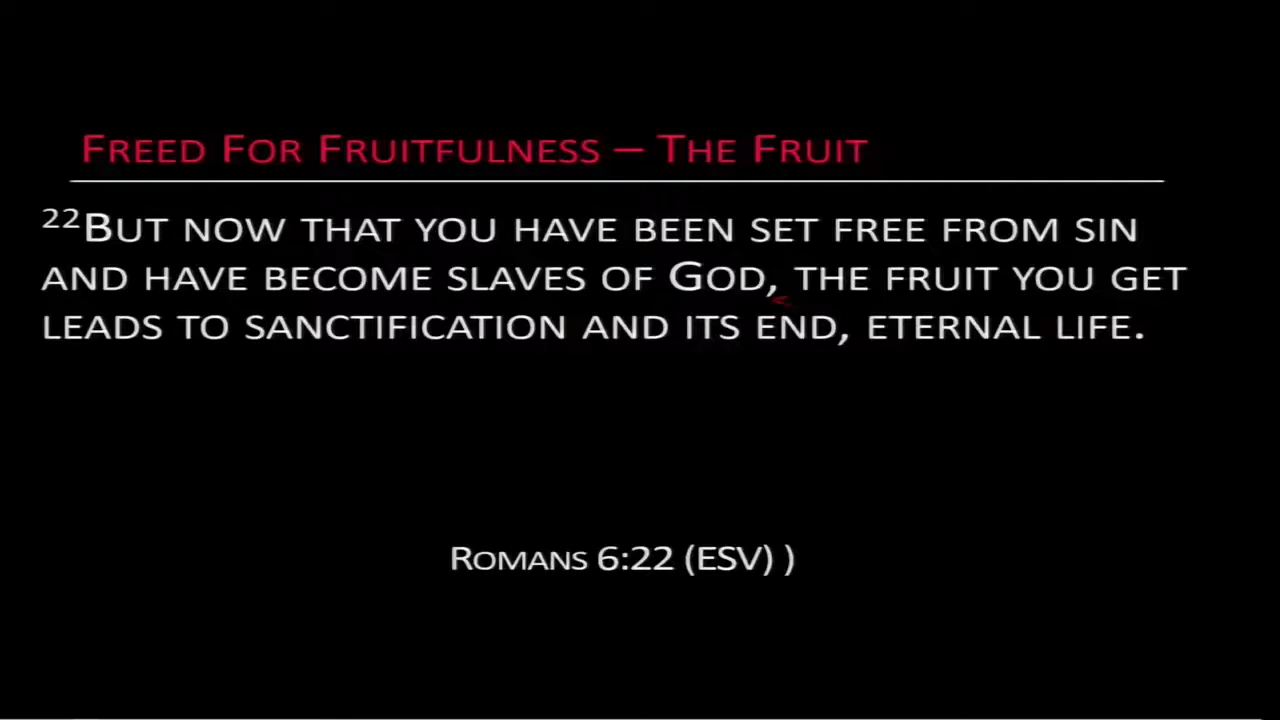 Freed For Fruitfulness – The Fruit
22But now that you have been set free from sin
and have become slaves of God, the fruit you get
leads to sanctification and its end, eternal life.
Romans 6:22 (ESV) )